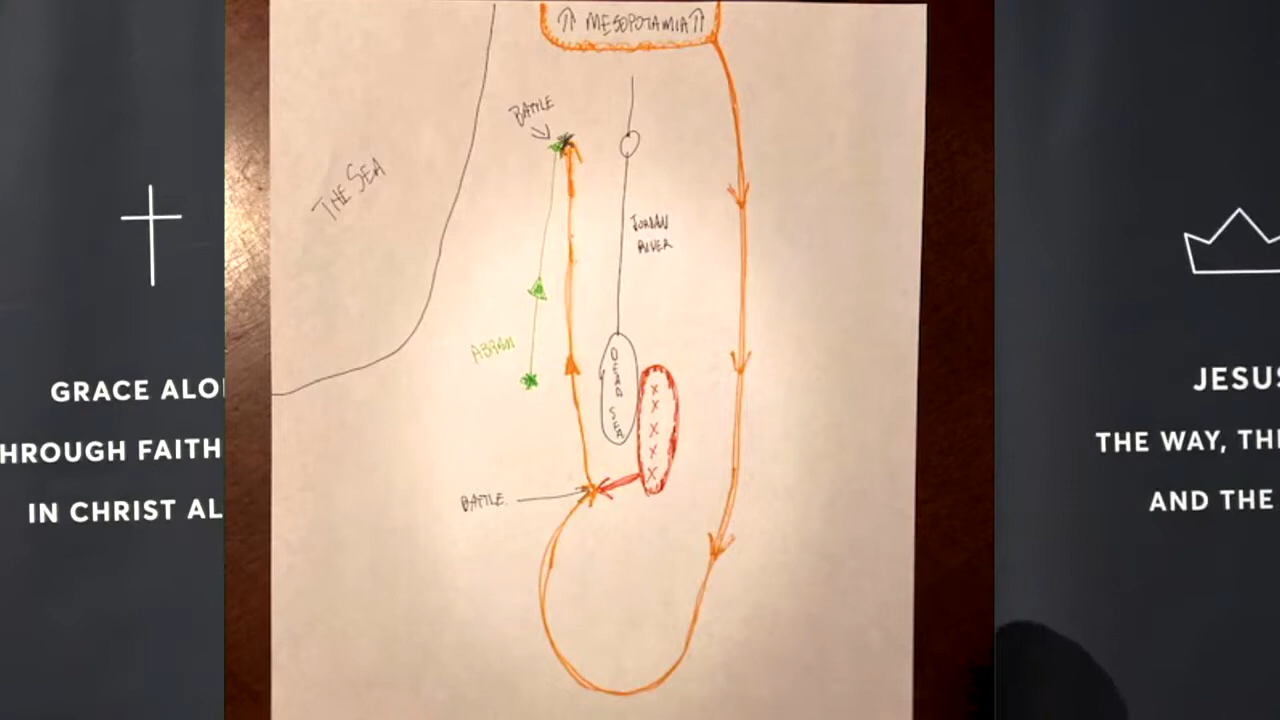 MESOPOTAMIA
BATTLE
THE SEA
JORDAN
RIVER
ABRAM
DEAD SEA
X
X
X
X
X
BATTLE
GRACE ALO
HROUGH FAITH
IN CHRIST AL
JESUS
THE WAY, TH
AND THE